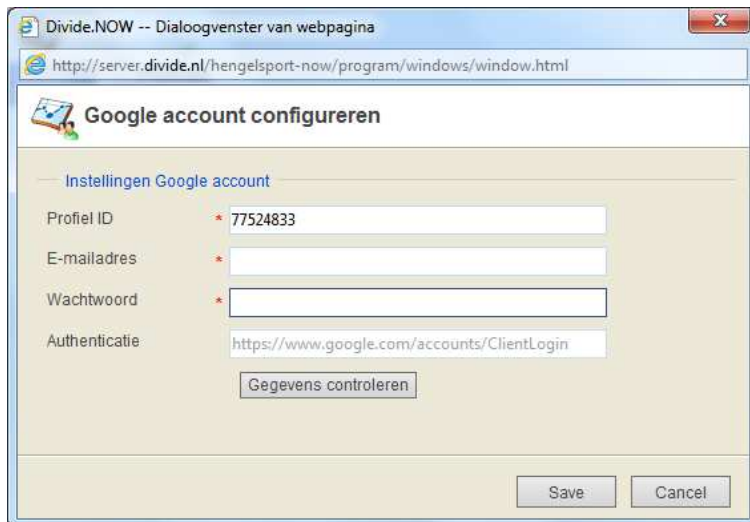 Divide.NOW -- Dialoogvenster van webpagina
http://server.divide.nl/hengelsport-now/program/windows/window.html
Google account configureren
Instellingen Google account
Profiel ID * 77524833
E-mailadres *
Wachtwoord *
Authenticatie https://www.google.com/accounts/ClientLogin
Gegevens controleren
Save Cancel